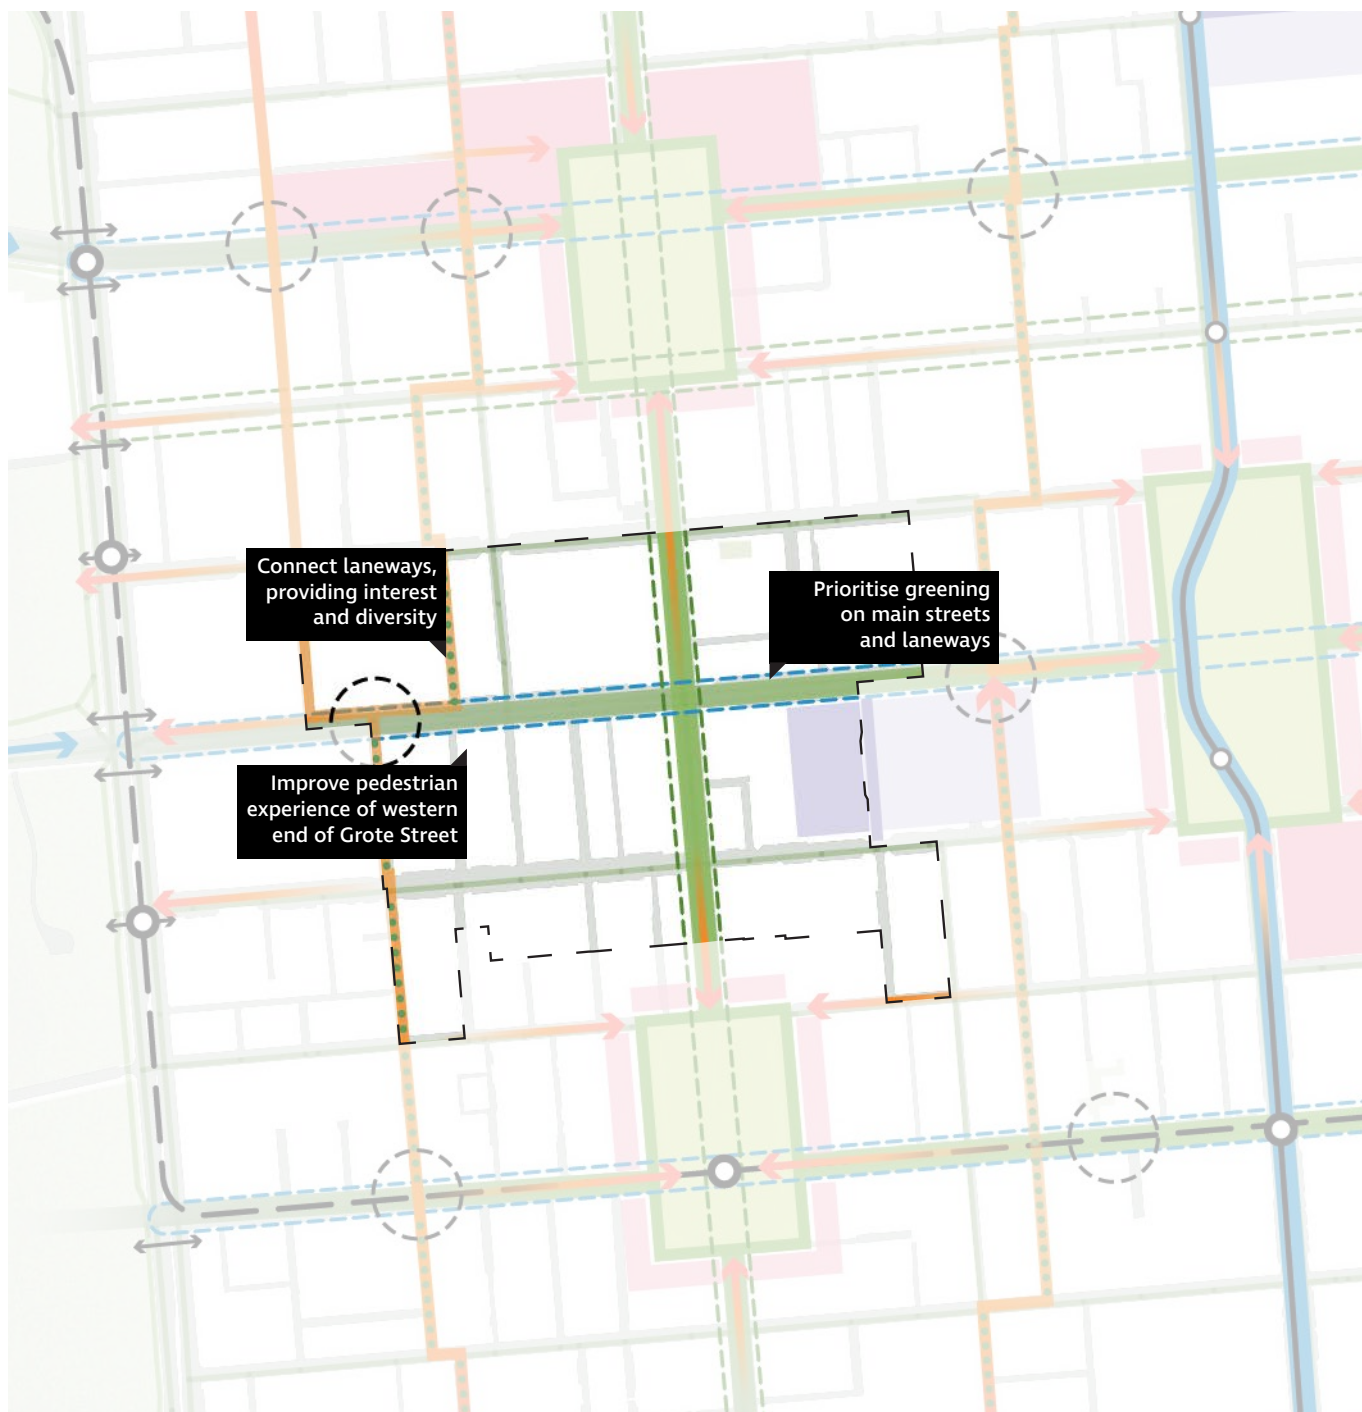 Connect laneways,
providing interest
and diversity
Prioritise greening
on main streets
and laneways
Improve pedestrian
experience of western
end of Grote Street